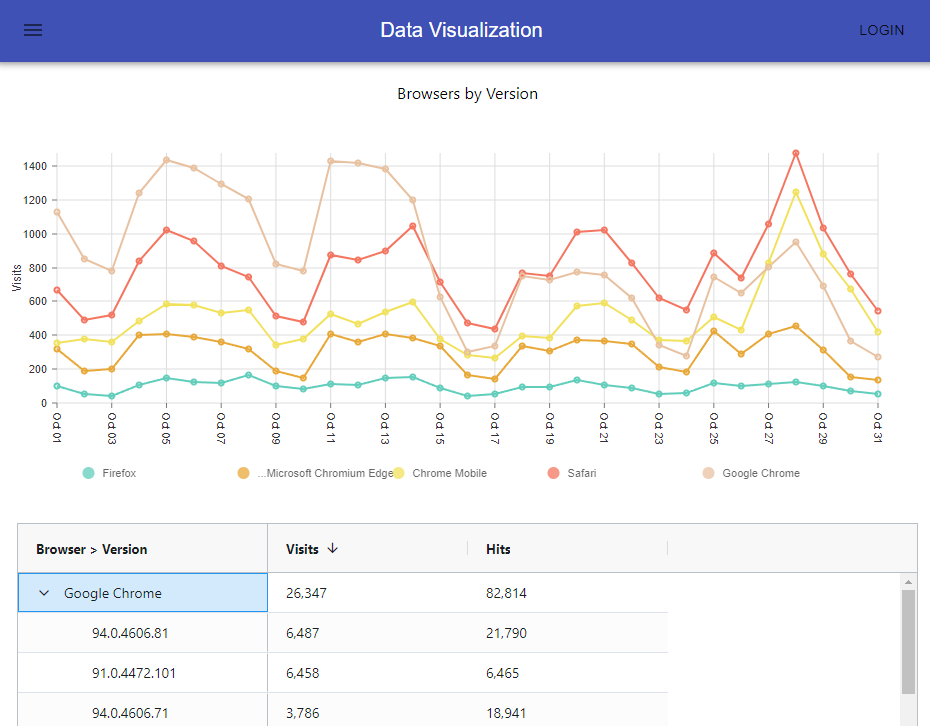 Data Visualization
LOGIN
Browsers by Version
Visits
1400
1200
1000
800
600
400
200
0
Oct 01
Oct 03
Oct 05
Oct 07
Oct 09
Oct 11
Oct 13
Oct 15
Oct 17
Oct 19
Oct 21
Oct 23
Oct 25
Oct 27
Oct 29
Oct 31
Firefox
...Microsoft Chromium Edge
Chrome Mobile
Safari
Google Chrome
Browser > Version Visits Hits
Google Chrome 26,347 82,814
94.0.4606.81 6,487 21,790
91.0.4472.101 6,458 6,465
94.0.4606.71 3,786 18,941